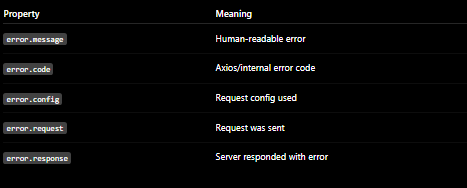 Property Meaning
error.message Human-readable error
error.code Axios/internal error code
error.config Request config used
error.request Request was sent
error.response Server responded with error